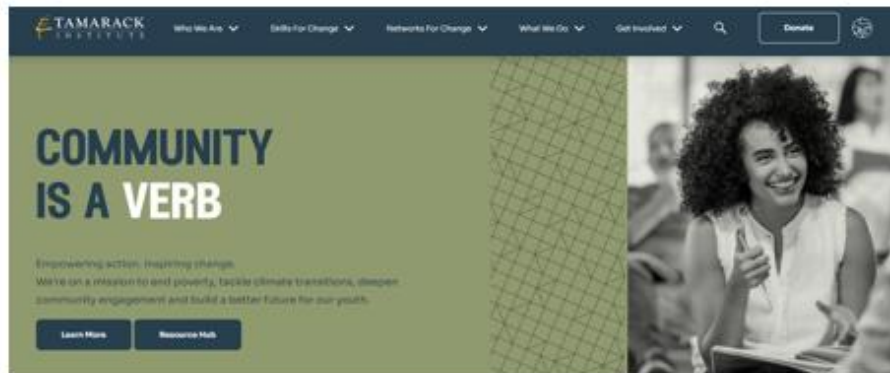 TAMARACK
INSTITUTE
Who We Are
Skills For Change
Networks For Change
What We Do
Get Involved
Donate
COMMUNITY
IS A VERB
Empowering action. Inspiring change.
We're on a mission to end poverty, tackle climate transitions, deepen
community engagement and build a better future for our youth.
Learn More
Resource Hub